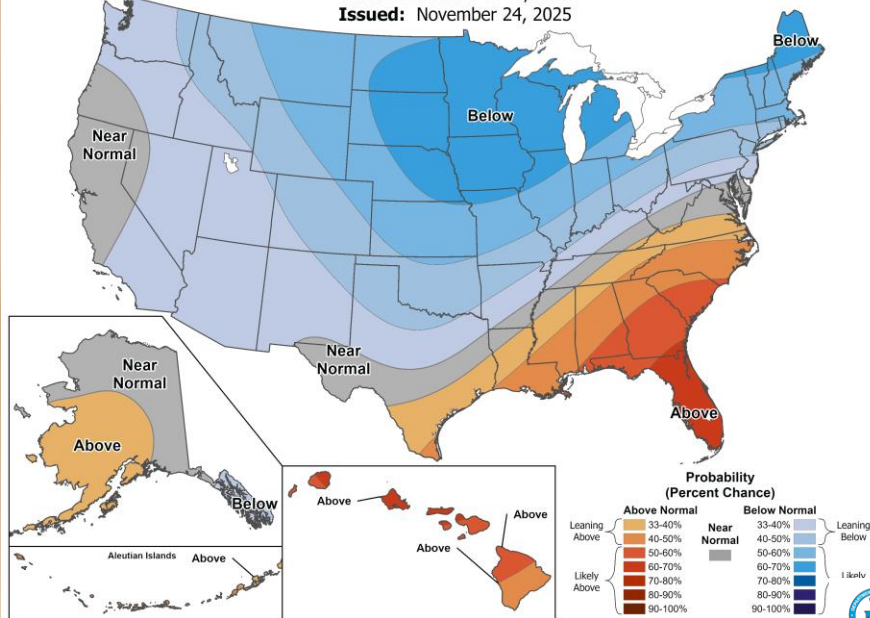 Issued: November 24, 2025
Below
Below
Near
Normal
Near
Normal
Above
Near
Normal
Above
Below
Aleutian Islands
Above
Above
Above
Above
Probability
(Percent Chance)
Above Normal
Below Normal
Leaning
Above
33-40%
40-50%
50-60%
60-70%
70-80%
80-90%
90-100%
Likely
Above
Near
Normal
33-40%
40-50%
50-60%
60-70%
70-80%
80-90%
90-100%
Leaning
Below
Likely